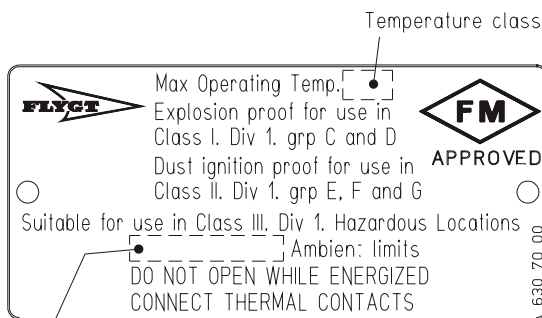 Temperature class
Max Operating Temp.
FLYGT
Explosion proof for use in
Class I. Div 1. grp C and D
FM
APPROVED
Dust ignition proof for use in
Class II. Div 1. grp E, F and G
Suitable for use in Class III. Div 1. Hazardous Locations
Ambien: limits
DO NOT OPEN WHILE ENERGIZED
CONNECT THERMAL CONTACTS
630 70 00